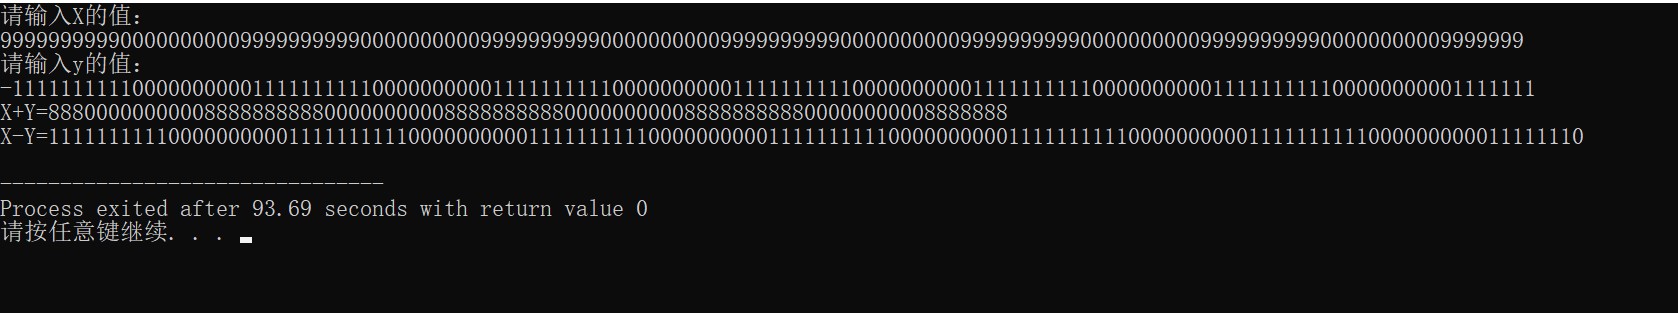 请输入X的值:
9999999999000000000099999999990000000000999999999900000000009999999999000000000099999999990000000000999999999900000000009999999
请输入y的值:
-1111111111000000000011111111110000000000111111111100000000001111111111000000000011111111110000000000111111111100000000001111111
X+Y=88800000000008888888888000000000088888888880000000000888888888800000000008888888
X-Y=11111111110000000000111111111100000000001111111111000000000011111111110000000000111111111100000000001111111111000000000011111110
--------------------------------
Process exited after 93.69 seconds with return value 0
请按任意键继续. . .